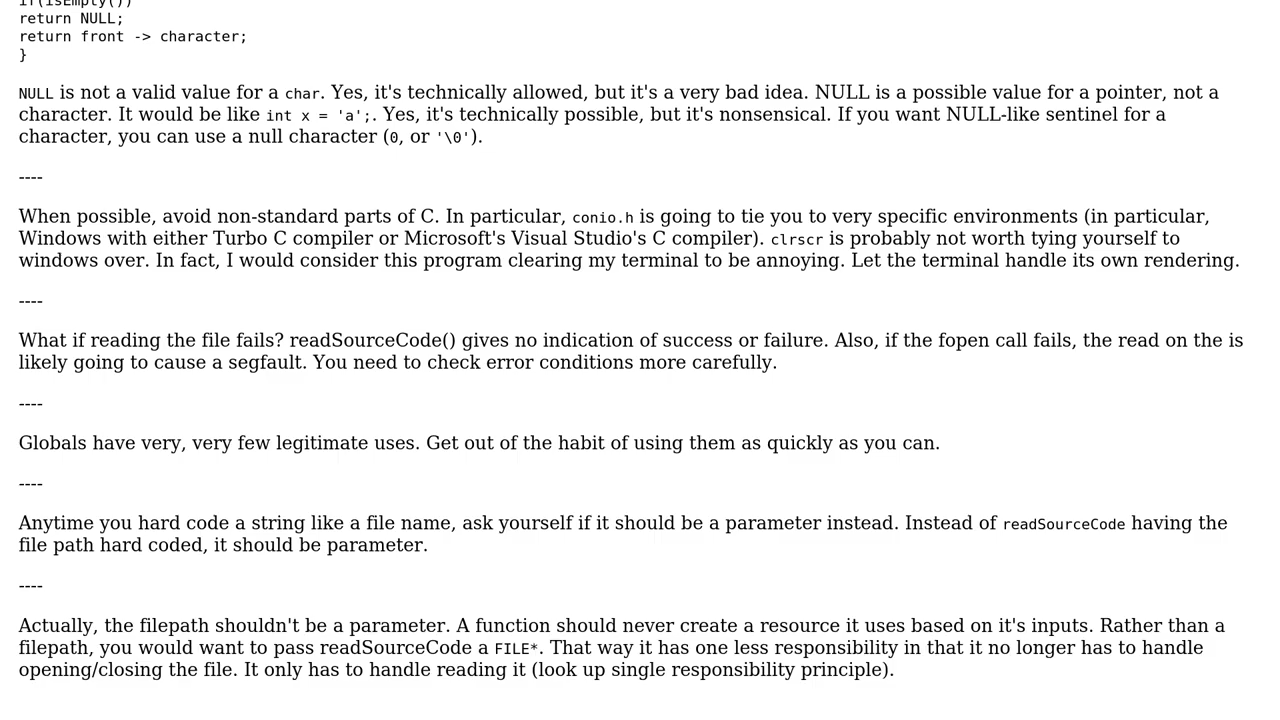 if(isEmpty())
return NULL;
return front -> character;
}
NULL is not a valid value for a char. Yes, it's technically allowed, but it's a very bad idea. NULL is a possible value for a pointer, not a
character. It would be like int x = 'a';. Yes, it's technically possible, but it's nonsensical. If you want NULL-like sentinel for a
character, you can use a null character (0, or '\0').
----
When possible, avoid non-standard parts of C. In particular, conio.h is going to tie you to very specific environments (in particular,
Windows with either Turbo C compiler or Microsoft's Visual Studio's C compiler). clrscr is probably not worth tying yourself to
windows over. In fact, I would consider this program clearing my terminal to be annoying. Let the terminal handle its own rendering.
----
What if reading the file fails? readSourceCode() gives no indication of success or failure. Also, if the fopen call fails, the read on the is
likely going to cause a segfault. You need to check error conditions more carefully.
----
Globals have very, very few legitimate uses. Get out of the habit of using them as quickly as you can.
----
Anytime you hard code a string like a file name, ask yourself if it should be a parameter instead. Instead of readSourceCode having the
file path hard coded, it should be parameter.
----
Actually, the filepath shouldn't be a parameter. A function should never create a resource it uses based on it's inputs. Rather than a
filepath, you would want to pass readSourceCode a FILE*. That way it has one less responsibility in that it no longer has to handle
opening/closing the file. It only has to handle reading it (look up single responsibility principle).